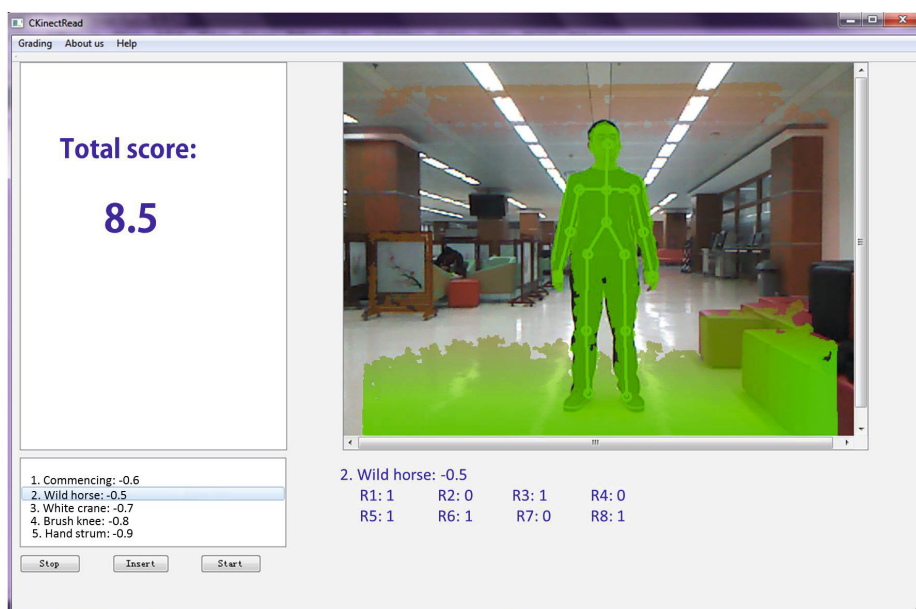 CKinectRead
Grading About us Help
Total score:
8.5
1. Commencing: -0.6
2. Wild horse: -0.5
3. White crane: -0.7
4. Brush knee: -0.8
5. Hand strum: -0.9
Stop Insert Start
2. Wild horse: -0.5
R1: 1 R2: 0 R3: 1 R4: 0
R5: 1 R6: 1 R7: 0 R8: 1